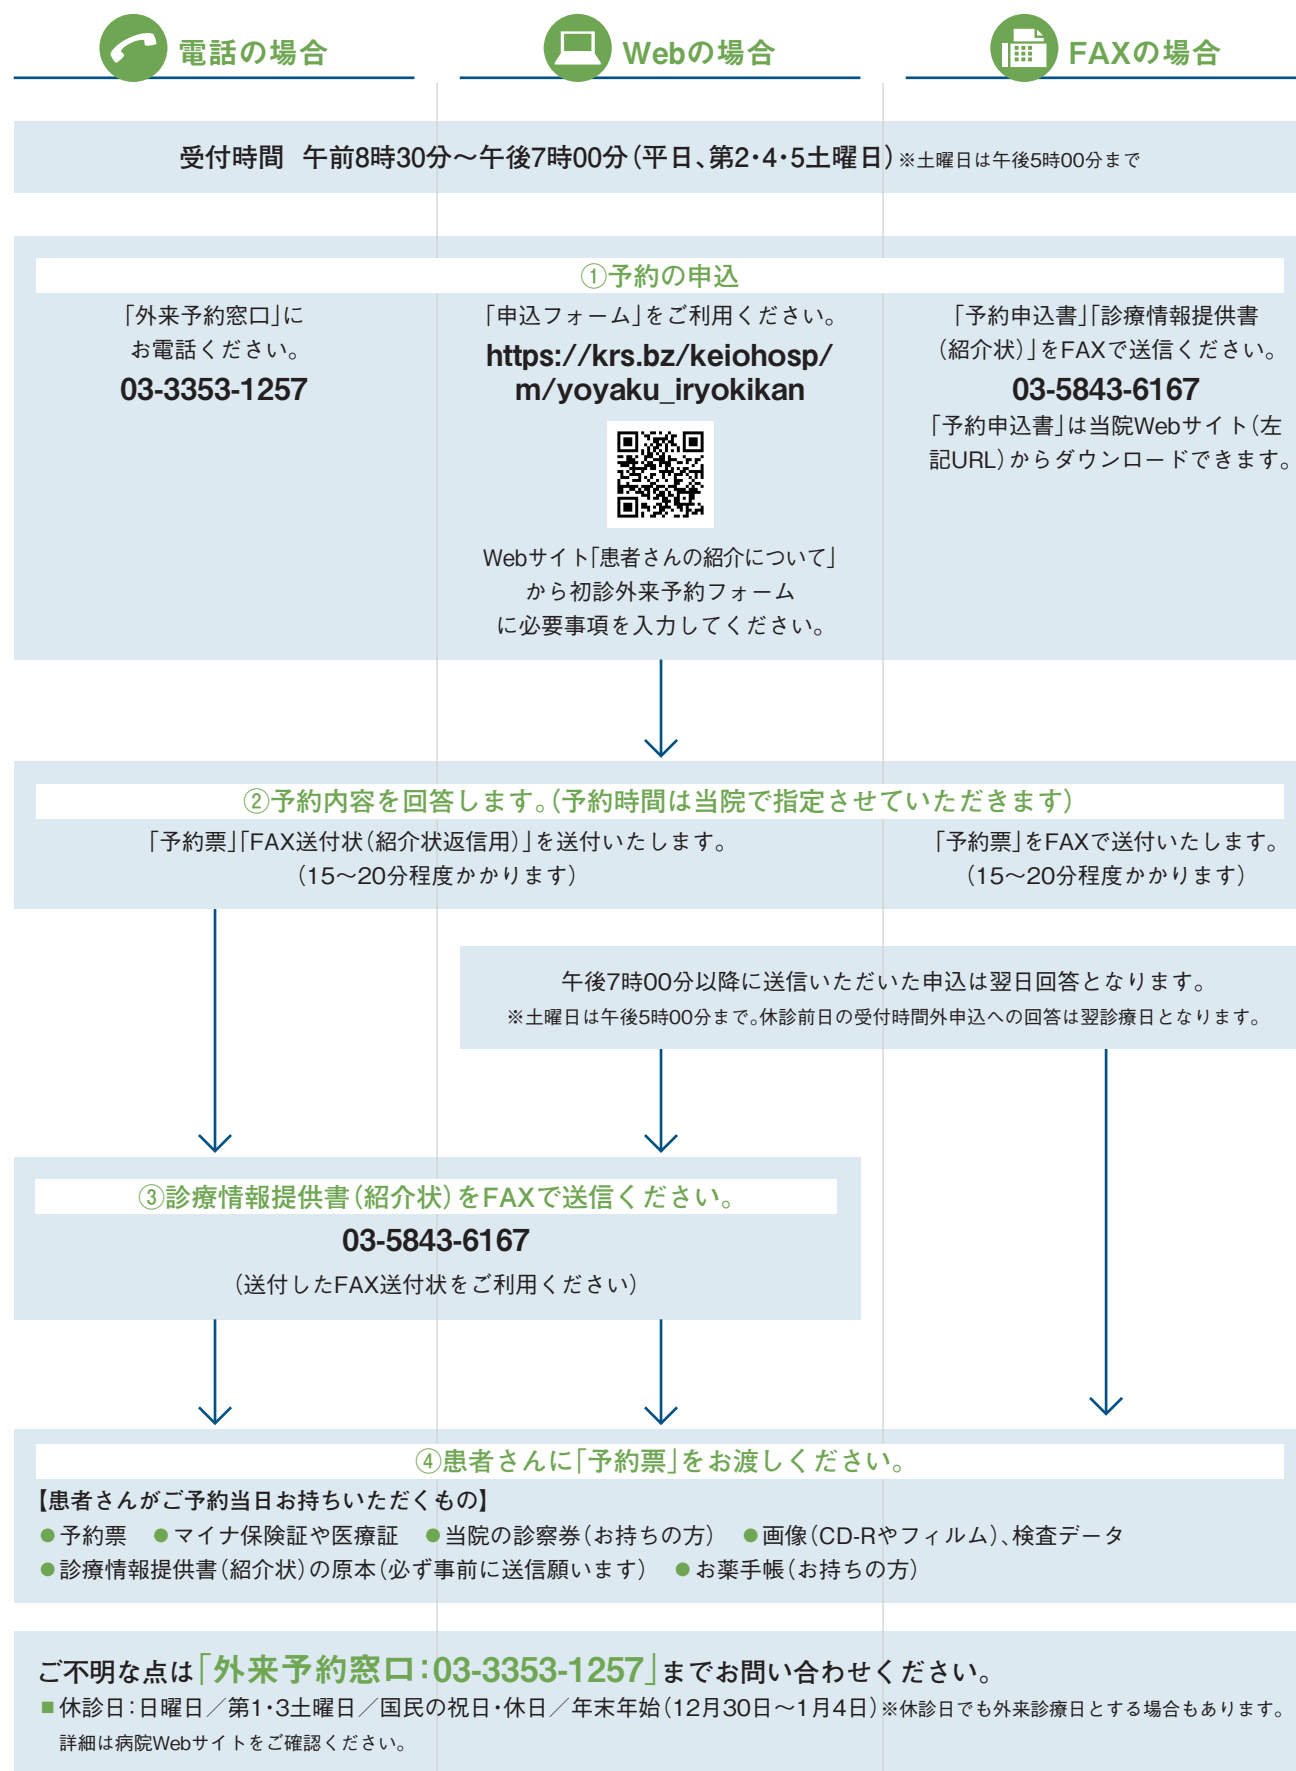 電話の場合
Webの場合
FAXの場合
受付時間 午前8時30分〜午後7時00分（平日、第2・4・5土曜日）※土曜日は午後5時00分まで
①予約の申込
「外来予約窓口」に
お電話ください。
03-3353-1257
「申込フォーム」をご利用ください。
https://krs.bz/keiohosp/
m/yoyaku_iryokikan
Webサイト「患者さんの紹介について」
から初診外来予約フォーム
に必要事項を入力してください。
「予約申込書」「診療情報提供書
（紹介状）」をFAXで送信ください。
03-5843-6167
「予約申込書」は当院Webサイト（左
記URL）からダウンロードできます。
②予約内容を回答します。（予約時間は当院で指定させていただきます）
「予約票」「FAX送付状（紹介状返信用）」を送付いたします。
（15〜20分程度かかります）
「予約票」をFAXで送付いたします。
（15〜20分程度かかります）
午後7時00分以降に送信いただいた申込は翌日回答となります。
※土曜日は午後5時00分まで。休診前日の受付時間外申込への回答は翌診療日となります。
③診療情報提供書（紹介状）をFAXで送信ください。
03-5843-6167
（送付したFAX送付状をご利用ください）
④患者さんに「予約票」をお渡しください。
【患者さんがご予約当日お持ちいただくもの】
●予約票 ●マイナ保険証や医療証 ●当院の診察券（お持ちの方） ●画像（CD-Rやフィルム）、検査データ
●診療情報提供書（紹介状）の原本（必ず事前に送信願います） ●お薬手帳（お持ちの方）
ご不明な点は「外来予約窓口：03-3353-1257」までお問い合わせください。
■休診日：日曜日／第1・3土曜日／国民の祝日・休日／年末年始（12月30日〜1月4日）※休診日でも外来診療日とする場合もあります。
詳細は病院Webサイトをご確認ください。